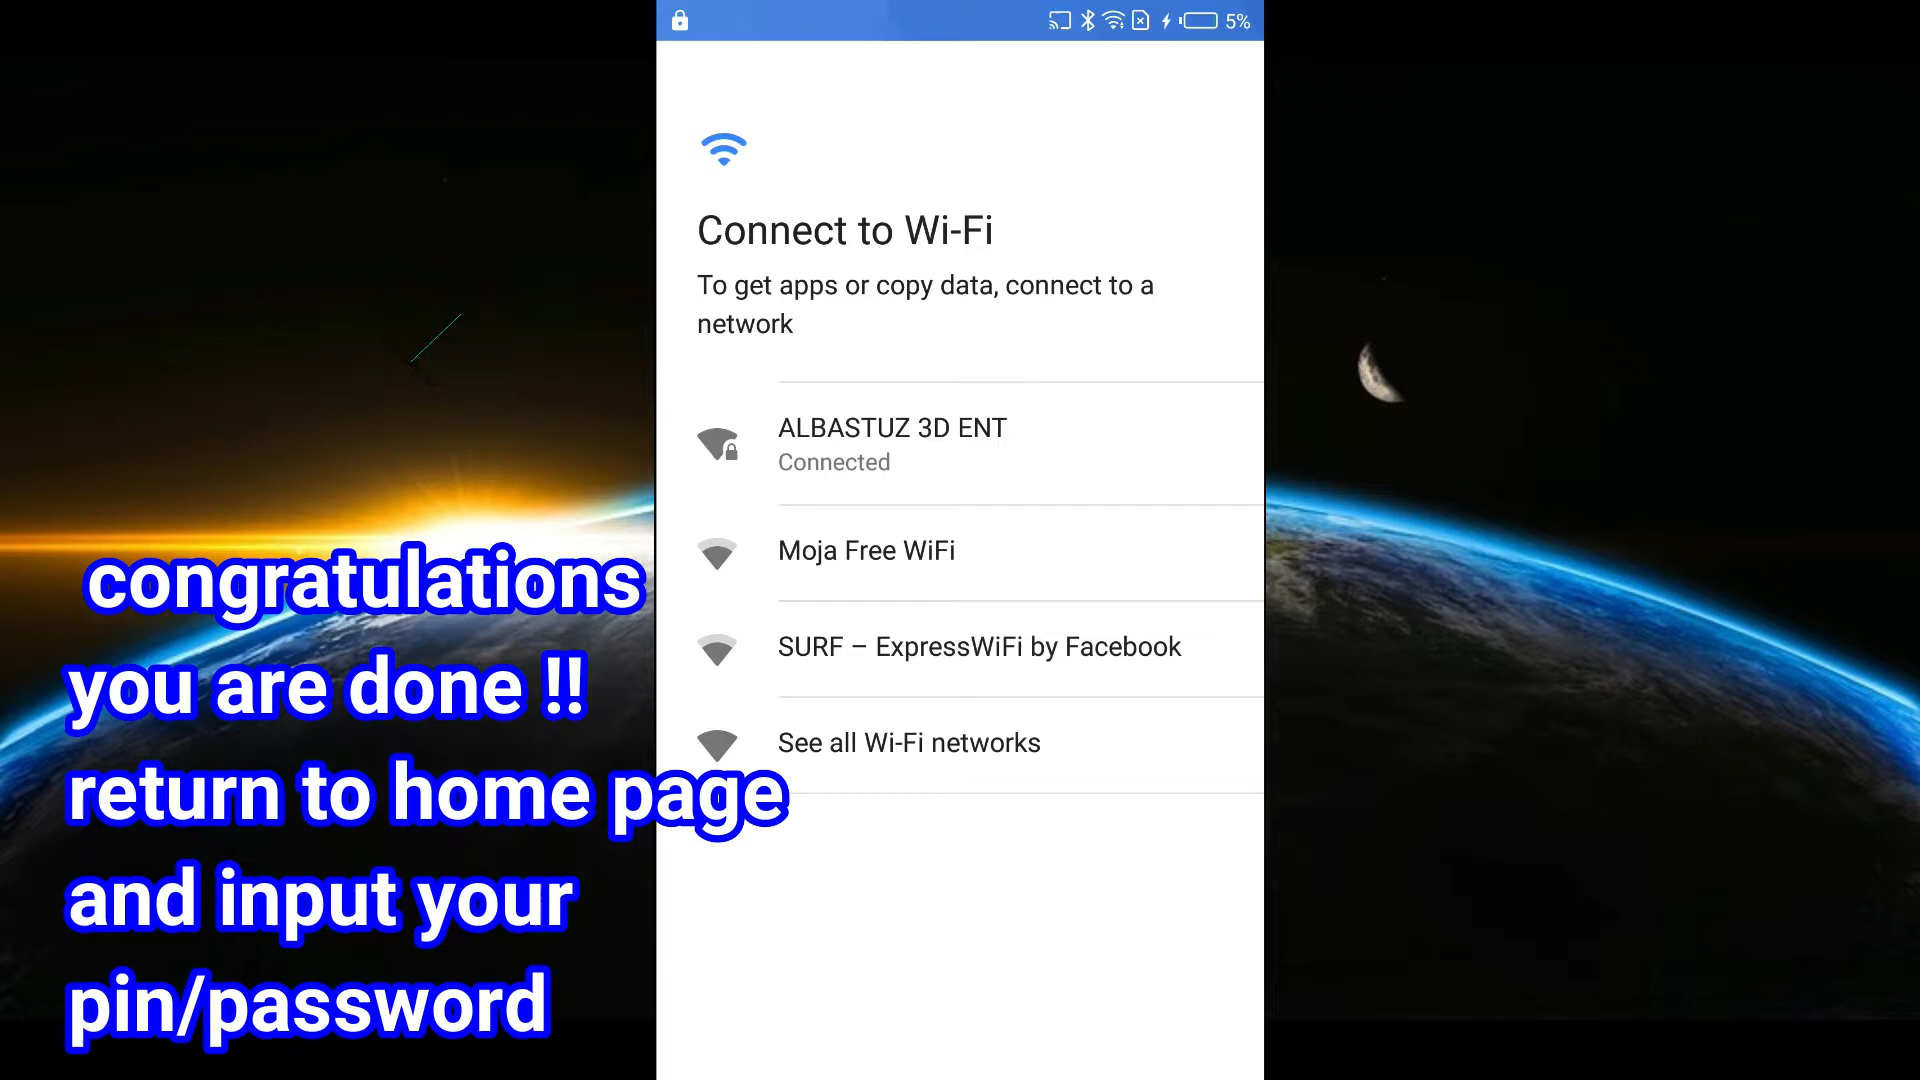 5%
Connect to Wi-Fi
To get apps or copy data, connect to a
network
ALBASTUZ 3D ENT
Connected
Moja Free WiFi
SURF – ExpressWiFi by Facebook
See all Wi-Fi networks
congratulations
you are done !!
return to home page
and input your
pin/password